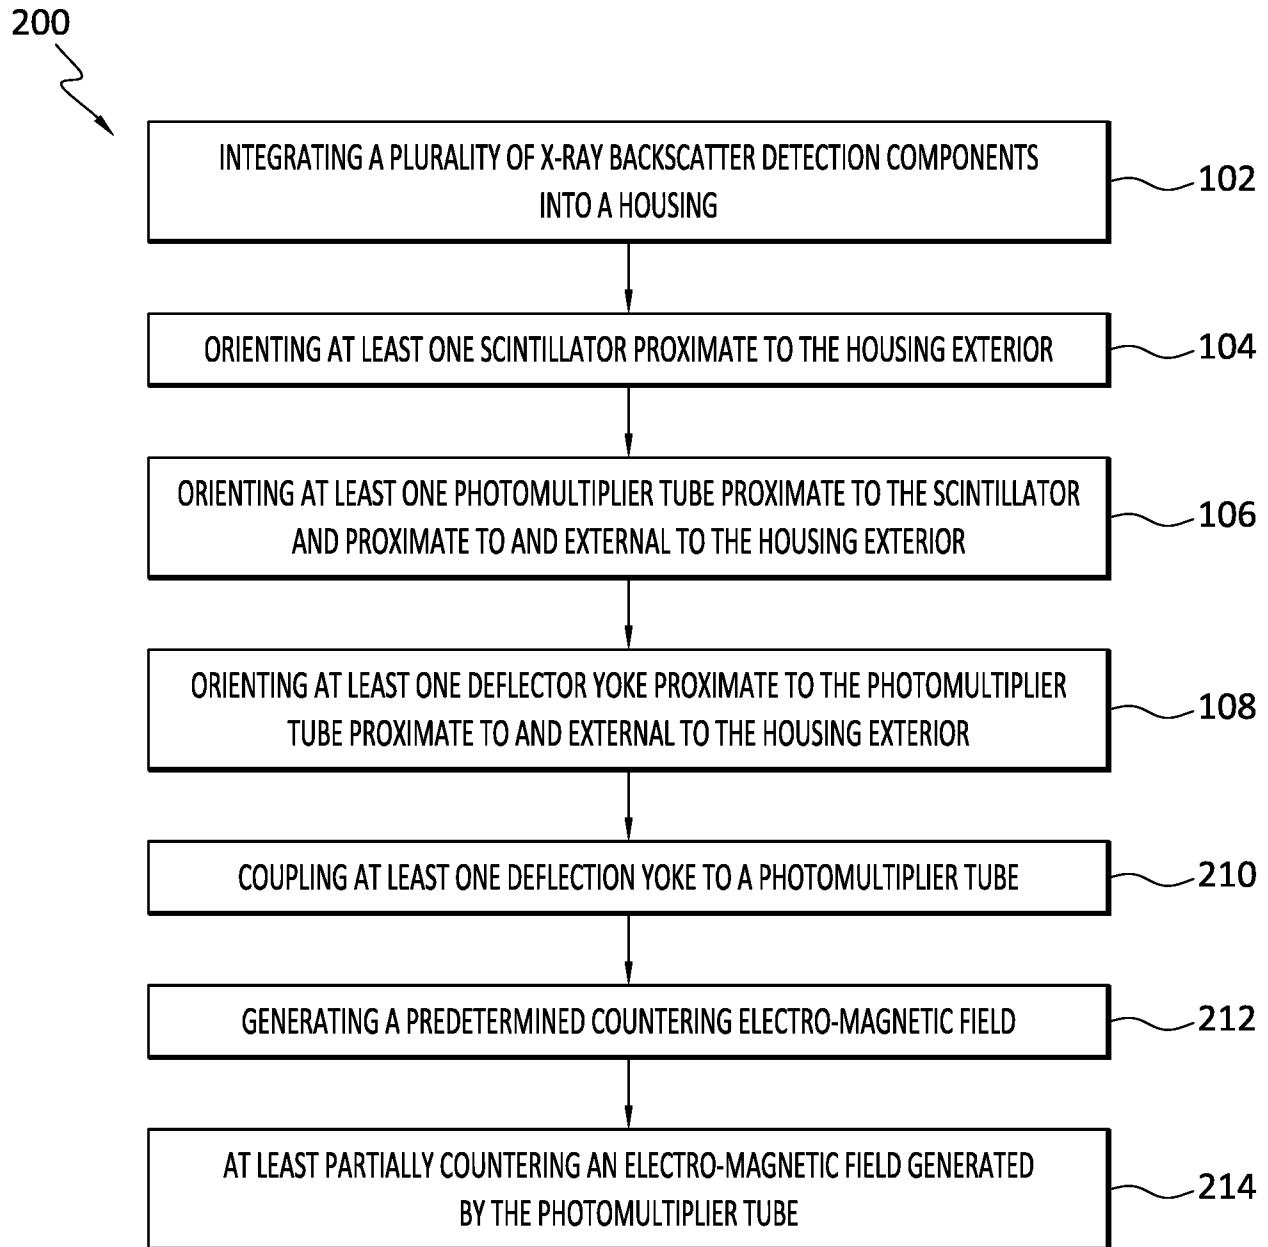 200
INTEGRATING A PLURALITY OF X-RAY BACKSCATTER DETECTION COMPONENTS
INTO A HOUSING
102
ORIENTING AT LEAST ONE SCINTILLATOR PROXIMATE TO THE HOUSING EXTERIOR
104
ORIENTING AT LEAST ONE PHOTOMULTIPLIER TUBE PROXIMATE TO THE SCINTILLATOR
AND PROXIMATE TO AND EXTERNAL TO THE HOUSING EXTERIOR
106
ORIENTING AT LEAST ONE DEFLECTOR YOKE PROXIMATE TO THE PHOTOMULTIPLIER
TUBE PROXIMATE TO AND EXTERNAL TO THE HOUSING EXTERIOR
108
COUPLING AT LEAST ONE DEFLECTION YOKE TO A PHOTOMULTIPLIER TUBE
210
GENERATING A PREDETERMINED COUNTERING ELECTRO-MAGNETIC FIELD
212
AT LEAST PARTIALLY COUNTERING AN ELECTRO-MAGNETIC FIELD GENERATED
BY THE PHOTOMULTIPLIER TUBE
214